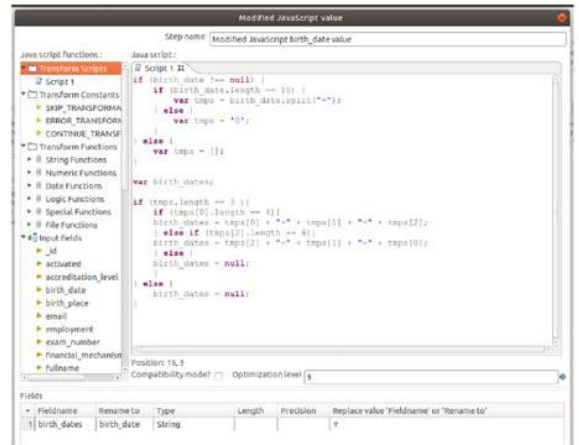 Modified JavaScript value
Step name Modified JavaScript birth_date value
Java script functions :
Java script :
Transform Scripts
Script 1
Transform Constants
SKIP_TRANSFORMA
ERROR_TRANSFORM
CONTINUE_TRANSF
Transform Functions
String Functions
Numeric Functions
Date Functions
Logic Functions
Special Functions
File Functions
Input fields
_id
activated
accreditation_level
birth_date
birth_place
email
employment
exam_number
financial_mechanism
fullname
Script 1
if (birth_date !== null) {
if (birth_date.length == 10) {
var tmps = birth_date.split("-");
} else {
var tmps = "0";
}
} else {
var tmps = [];
}
var birth_dates;
if (tmps.length == 3 ){
if (tmps[0].length == 4){
birth_dates = tmps[0] + "-" + tmps[1] + "-" + tmps[2];
} else if (tmps[2].length == 4){
birth_dates = tmps[2] + "-" + tmps[1] + "-" + tmps[0];
} else {
birth_dates = null;
}
} else {
birth_dates = null;
}
Position: 15, 3
Compatibility mode? Optimization level 9
Fields
Fieldname Rename to Type Length Precision Replace value 'Fieldname' or 'Rename to'
1 birth_dates birth_date String Y